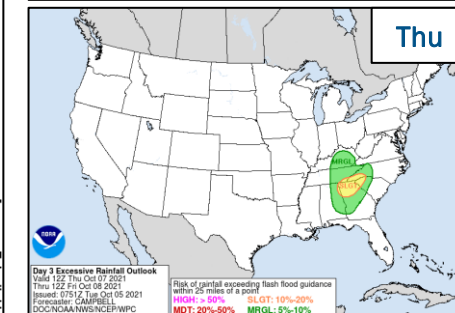 Thu
MRGL
SLGT
NOAA
Day 3 Excessive Rainfall Outlook
Valid 12Z Thu Oct 07 2021
Thru 12Z Fri Oct 08 2021
Issued: 0751Z Tue Oct 05 2021
Forecaster: CAMPBELL
DOC/NOAA/NWS/NCEP/WPC
Risk of rainfall exceeding flash flood guidance
within 25 miles of a point
HIGH: > 50% SLGT: 10%-20%
MDT: 20%-50% MRGL: 5%-10%